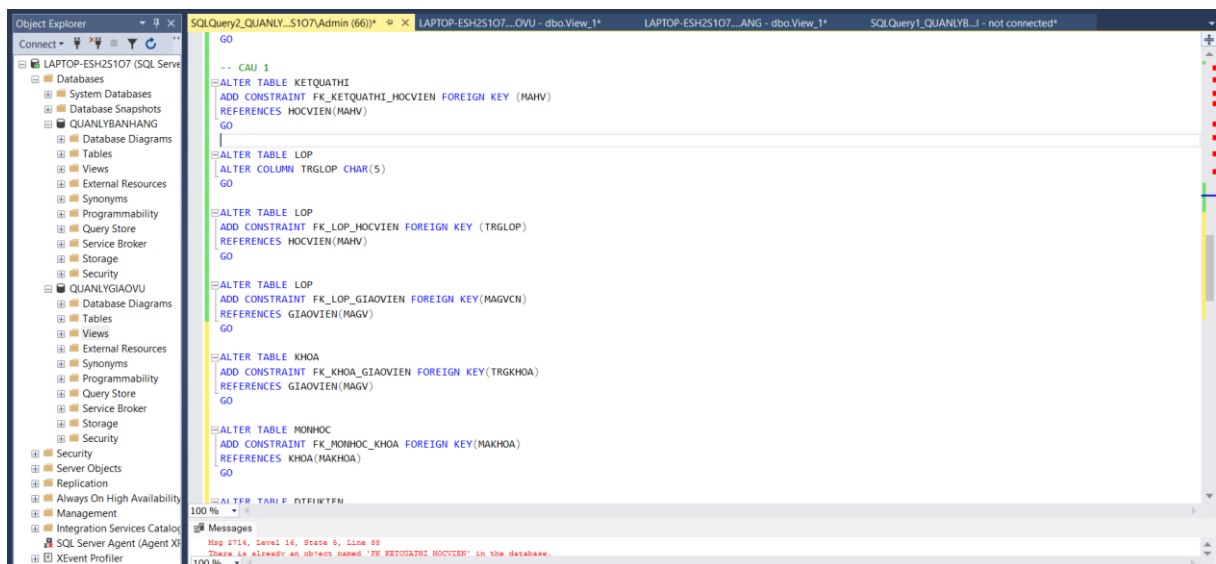 Object Explorer
SQLQuery2_QUANLY...S1O7\Admin (66))*
LAPTOP-ESH2S1O7....OVU - dbo.View_1*
LAPTOP-ESH2S1O7....ANG - dbo.View_1*
SQLQuery1_QUANLYB...I - not connected*
Connect
LAPTOP-ESH2S1O7 (SQL Serve
Databases
System Databases
Database Snapshots
QUANLYBANHANG
Database Diagrams
Tables
Views
External Resources
Synonyms
Programmability
Query Store
Service Broker
Storage
Security
QUANLYGIAOVU
Database Diagrams
Tables
Views
External Resources
Synonyms
Programmability
Query Store
Service Broker
Storage
Security
Security
Server Objects
Replication
Always On High Availability
Management
Integration Services Catalog
SQL Server Agent (Agent XP
XEvent Profiler
GO
-- CAU 1
ALTER TABLE KETQUATHI
ADD CONSTRAINT FK_KETQUATHI_HOCVIEN FOREIGN KEY (MAHV)
REFERENCES HOCVIEN(MAHV)
GO
ALTER TABLE LOP
ALTER COLUMN TRGLOP CHAR(5)
GO
ALTER TABLE LOP
ADD CONSTRAINT FK_LOP_HOCVIEN FOREIGN KEY (TRGLOP)
REFERENCES HOCVIEN(MAHV)
GO
ALTER TABLE LOP
ADD CONSTRAINT FK_LOP_GIAOVIEN FOREIGN KEY(MAGVCN)
REFERENCES GIAOVIEN(MAGV)
GO
ALTER TABLE KHOA
ADD CONSTRAINT FK_KHOA_GIAOVIEN FOREIGN KEY(TRGKHOA)
REFERENCES GIAOVIEN(MAGV)
GO
ALTER TABLE MONHOC
ADD CONSTRAINT FK_MONHOC_KHOA FOREIGN KEY(MAKHOA)
REFERENCES KHOA(MAKHOA)
GO
ALTER TABLE DIEUKIEN
100 %
Messages
Msg 2714, Level 16, State 5, Line 88
There is already an object named 'FK_KETQUATHI_HOCVIEN' in the database.
100 %